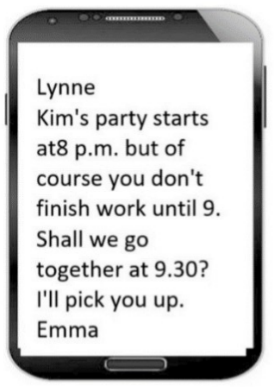 Lynne
Kim's party starts
at8 p.m. but of
course you don't
finish work until 9.
Shall we go
together at 9.30?
I'll pick you up.
Emma